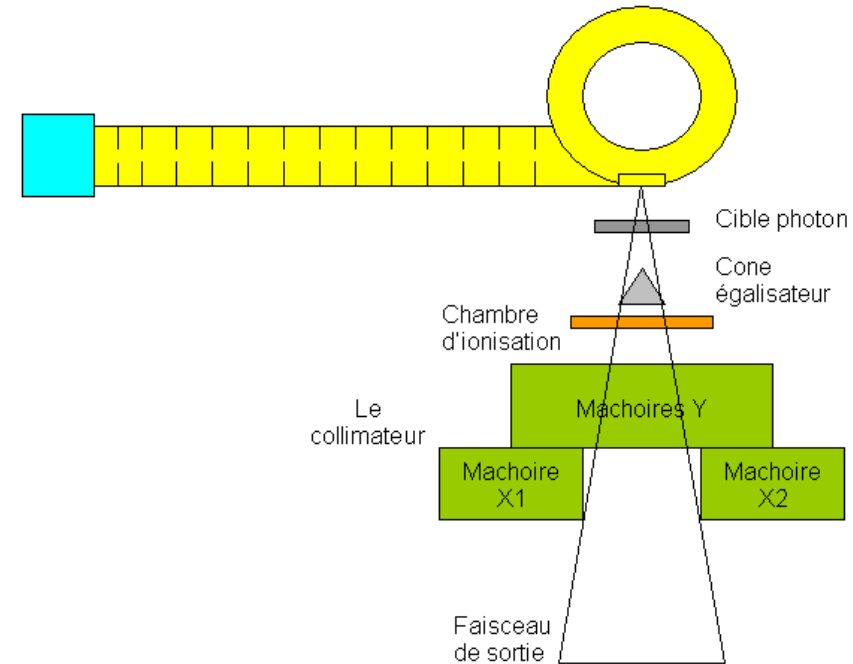 Cible photon
Cone
égalisateur
Chambre
d'ionisation
Machoires Y
Le
collimateur
Machoire
X1
Machoire
X2
Faisceau
de sortie